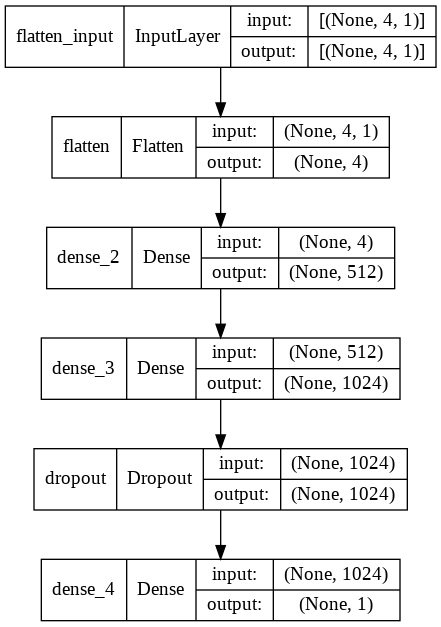 flatten_input InputLayer input: [(None, 4, 1)]
output: [(None, 4, 1)]
flatten Flatten input: (None, 4, 1)
output: (None, 4)
dense_2 Dense input: (None, 4)
output: (None, 512)
dense_3 Dense input: (None, 512)
output: (None, 1024)
dropout Dropout input: (None, 1024)
output: (None, 1024)
dense_4 Dense input: (None, 1024)
output: (None, 1)